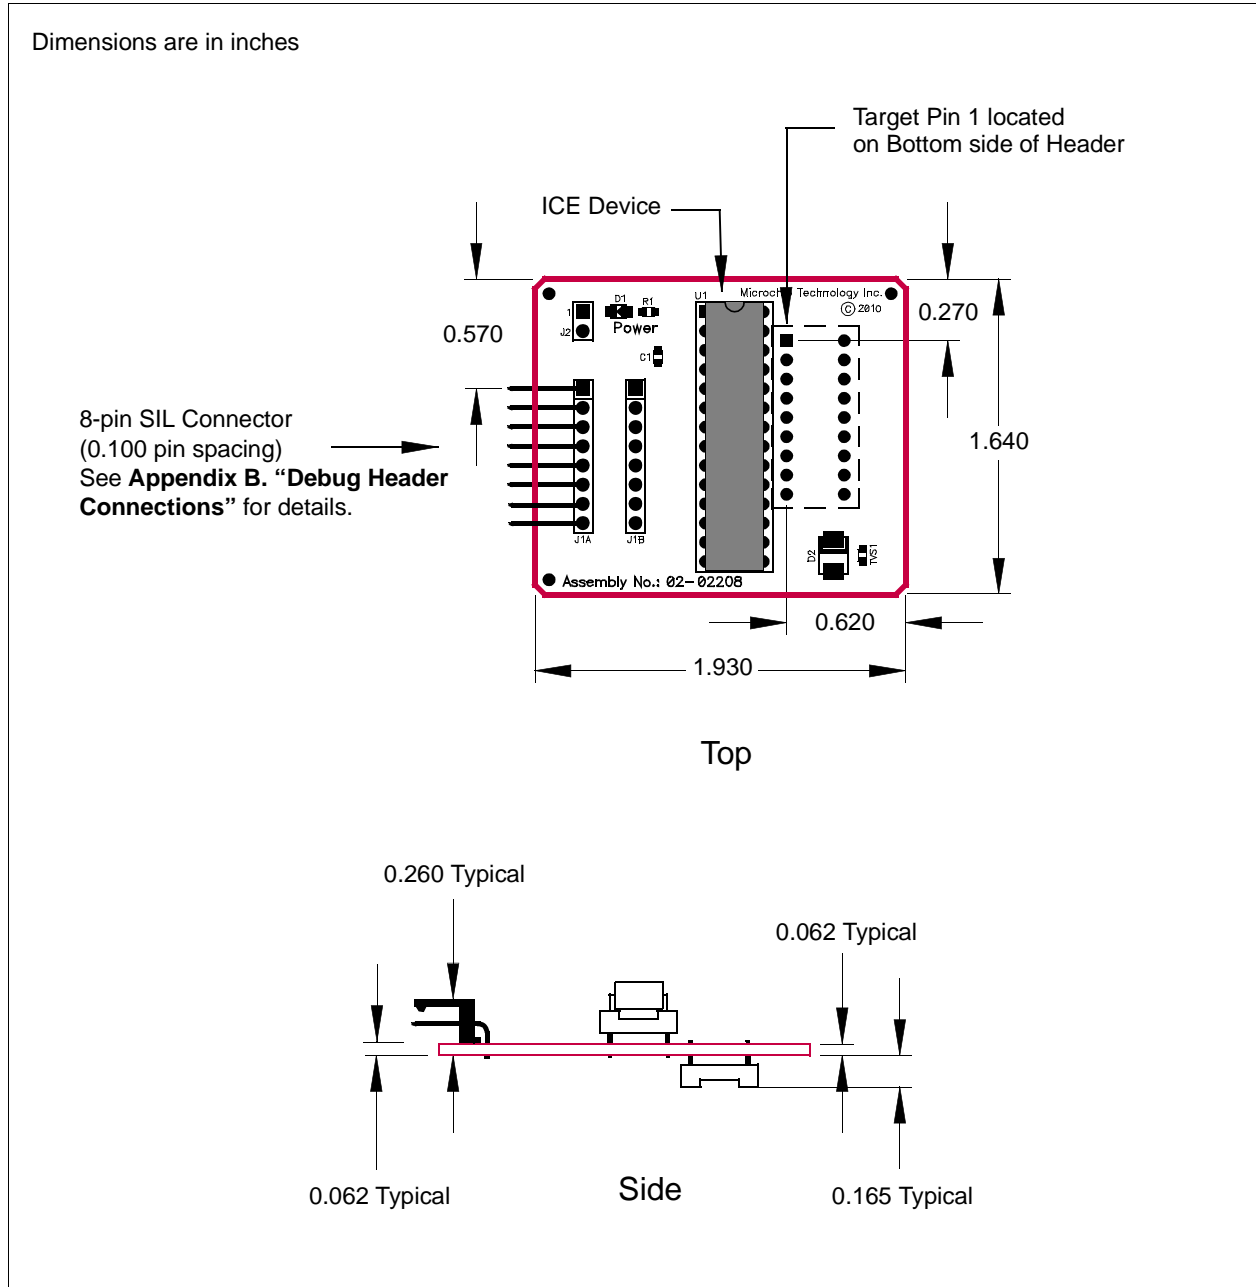 Dimensions are in inches
Target Pin 1 located
on Bottom side of Header
ICE Device
U1
Technology Inc.
© 2010
D1
R1
1
J2
Power
C1
0.570
0.270
8-pin SIL Connector
(0.100 pin spacing)
See Appendix B. “Debug Header
Connections” for details.
1.640
J1A
J1B
D2
TVS1
Assembly No.: 02-02208
0.620
1.930
Top
0.260 Typical
0.062 Typical
0.062 Typical
Side
0.165 Typical